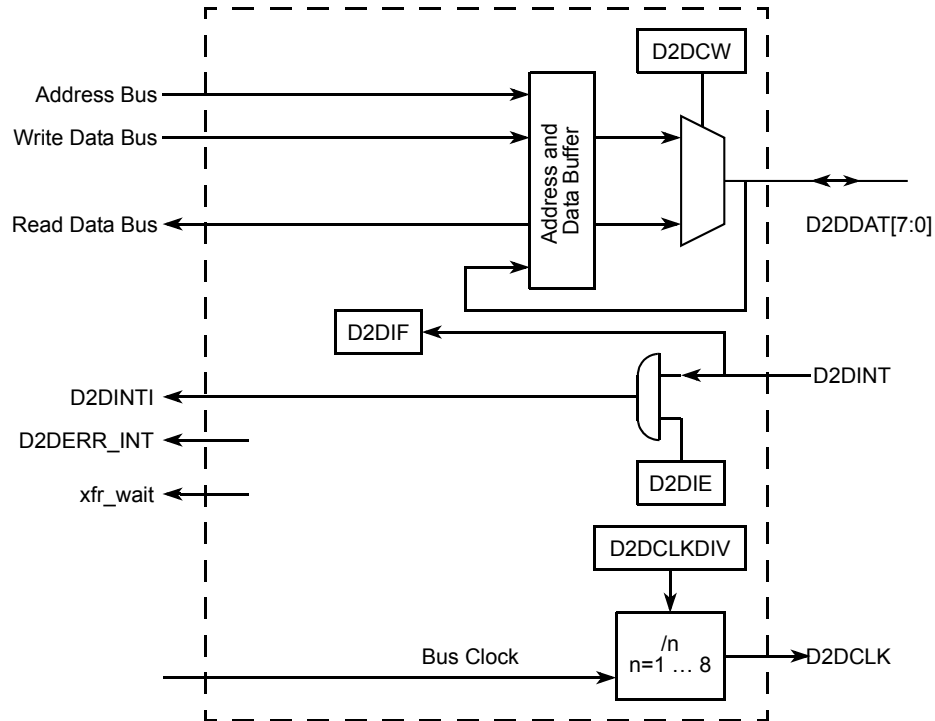 D2DCW
Address Bus
Write Data Bus
Address and
Data Buffer
Read Data Bus
D2DDAT[7:0]
D2DIF
D2DINT
D2DINTI
D2DERR_INT
D2DIE
xfr_wait
D2DCLKDIV
/n
n=1 … 8
Bus Clock
D2DCLK